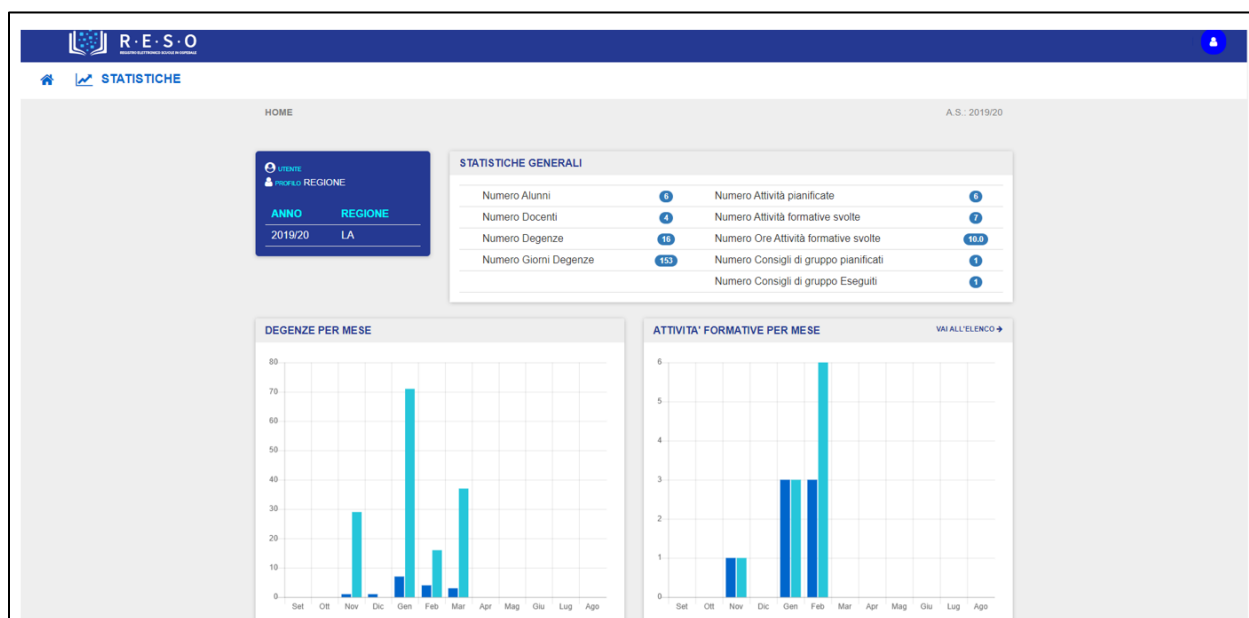 R·E·S·O
REGISTRO ELETTRONICO SCUOLE IN OSPEDALE
STATISTICHE
HOME
A.S.: 2019/20
UTENTE
PROFILO REGIONE
ANNO REGIONE
2019/20 LA
STATISTICHE GENERALI
Numero Alunni 6 Numero Attività pianificate 6
Numero Docenti 4 Numero Attività formative svolte 7
Numero Degenze 16 Numero Ore Attività formative svolte 10.0
Numero Giorni Degenze 153 Numero Consigli di gruppo pianificati 1
Numero Consigli di gruppo Eseguiti 1
DEGENZE PER MESE
80
70
60
50
40
30
20
10
0
Set Ott Nov Dic Gen Feb Mar Apr Mag Giu Lug Ago
ATTIVITA' FORMATIVE PER MESE VAI ALL'ELENCO
6
5
4
3
2
1
0
Set Ott Nov Dic Gen Feb Mar Apr Mag Giu Lug Ago